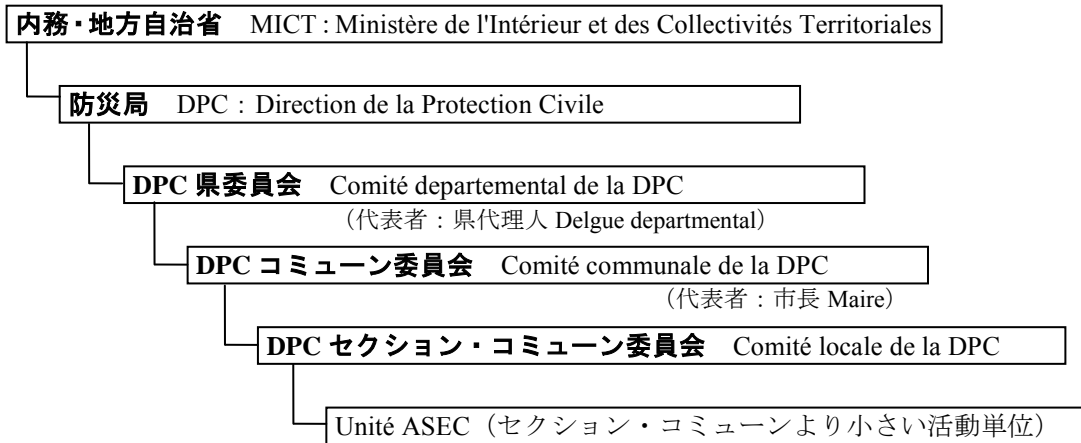 内務・地方自治省 MICT : Ministère de l'Intérieur et des Collectivités Territoriales
防災局 DPC : Direction de la Protection Civile
DPC 県委員会 Comité departemental de la DPC
（代表者：県代理人 Delgue departmental）
DPC コミューン委員会 Comité communale de la DPC
（代表者：市長 Maire）
DPC セクション・コミューン委員会 Comité locale de la DPC
Unité ASEC（セクション・コミューンより小さい活動単位）